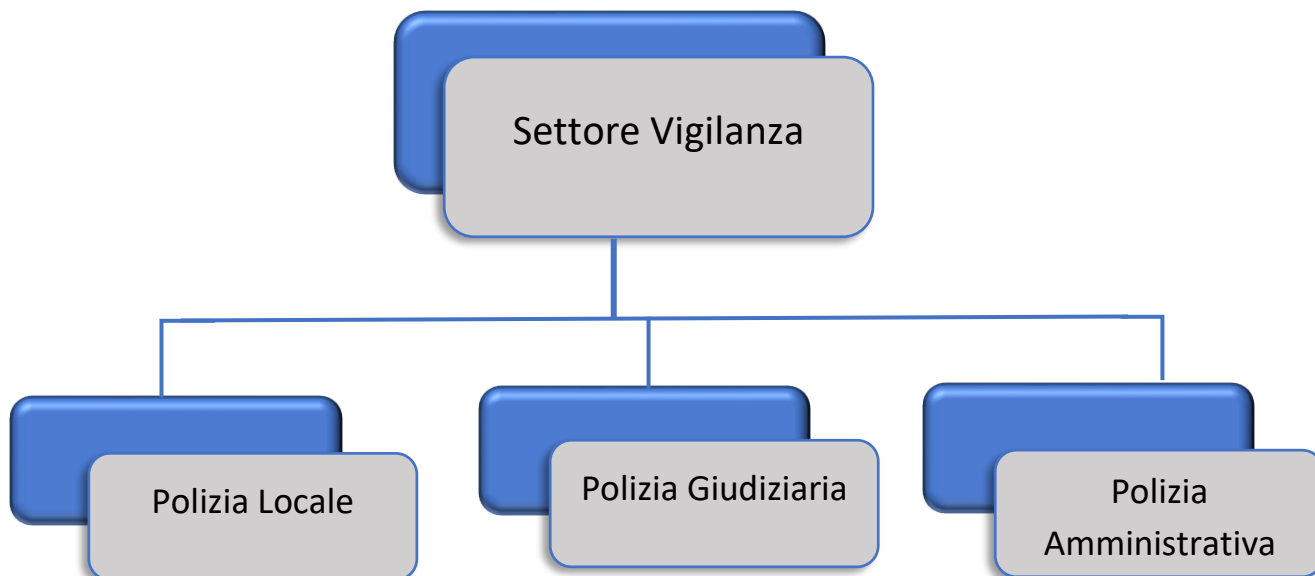 Settore Vigilanza
Polizia Locale
Polizia Giudiziaria
Polizia
Amministrativa